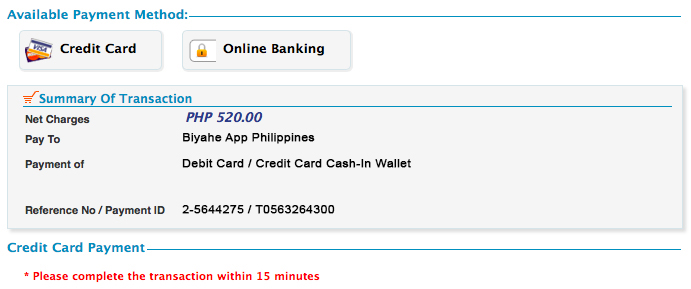 Available Payment Method:
Credit Card
Online Banking
Summary Of Transaction
Net Charges PHP 520.00
Pay To Biyahe App Philippines
Payment of Debit Card / Credit Card Cash-In Wallet
Reference No / Payment ID 2-5644275 / T0563264300
Credit Card Payment
* Please complete the transaction within 15 minutes